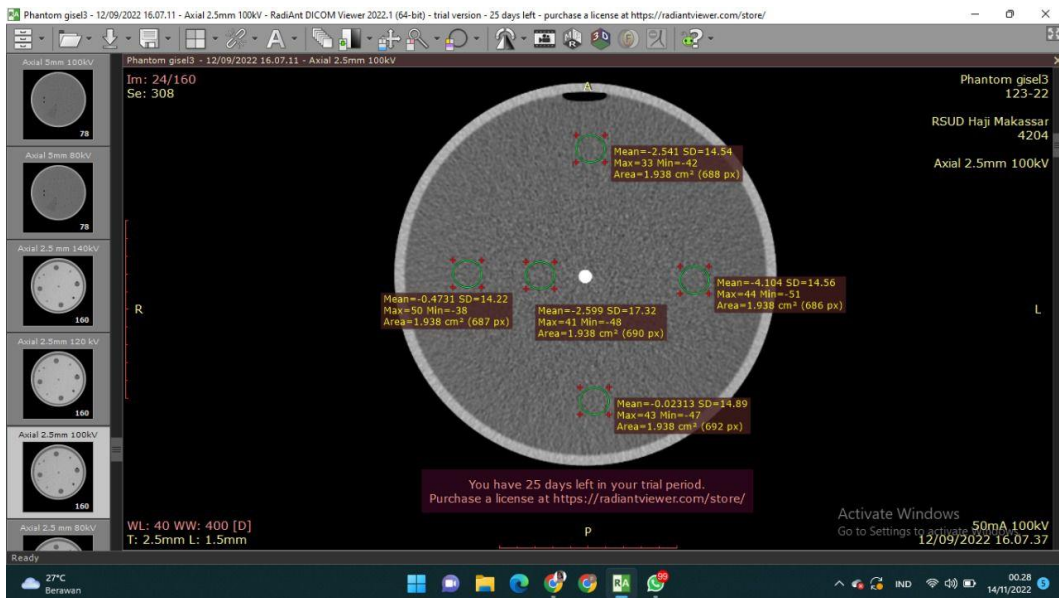 Phantom gisel3 - 12/09/2022 16.07.11 - Axial 2.5mm 100kV - RadiAnt DICOM Viewer 2022.1 (64-bit) - trial version - 25 days left - purchase a license at https://radiantviewer.com/store/
Phantom gisel3 - 12/09/2022 16.07.11 - Axial 2.5mm 100kV
Axial 5mm 100kV
78
Axial 5mm 80kV
78
Axial 2.5 mm 140kV
160
Axial 2.5mm 120 kV
160
Axial 2.5mm 100kV
160
Axial 2.5 mm 80kV
Im: 24/160
Se: 308
Phantom gisel3
123-22
RSUD Haji Makassar
4204
Axial 2.5mm 100kV
A
R
L
P
Mean=-2.541 SD=14.54
Max=33 Min=-42
Area=1.938 cm² (688 px)
Mean=-0.4731 SD=14.22
Max=50 Min=-38
Area=1.938 cm² (687 px)
Mean=-2.599 SD=17.32
Max=41 Min=-48
Area=1.938 cm² (690 px)
Mean=-4.104 SD=14.56
Max=44 Min=-51
Area=1.938 cm² (686 px)
Mean=-0.02313 SD=14.89
Max=43 Min=-47
Area=1.938 cm² (692 px)
You have 25 days left in your trial period.
Purchase a license at https://radiantviewer.com/store/
WL: 40 WW: 400 [D]
T: 2.5mm L: 1.5mm
Activate Windows
Go to Settings to activate Windows.
50mA 100kV
12/09/2022 16.07.37
Ready
27°C
Berawan
99
IND
00.28
14/11/2022
5